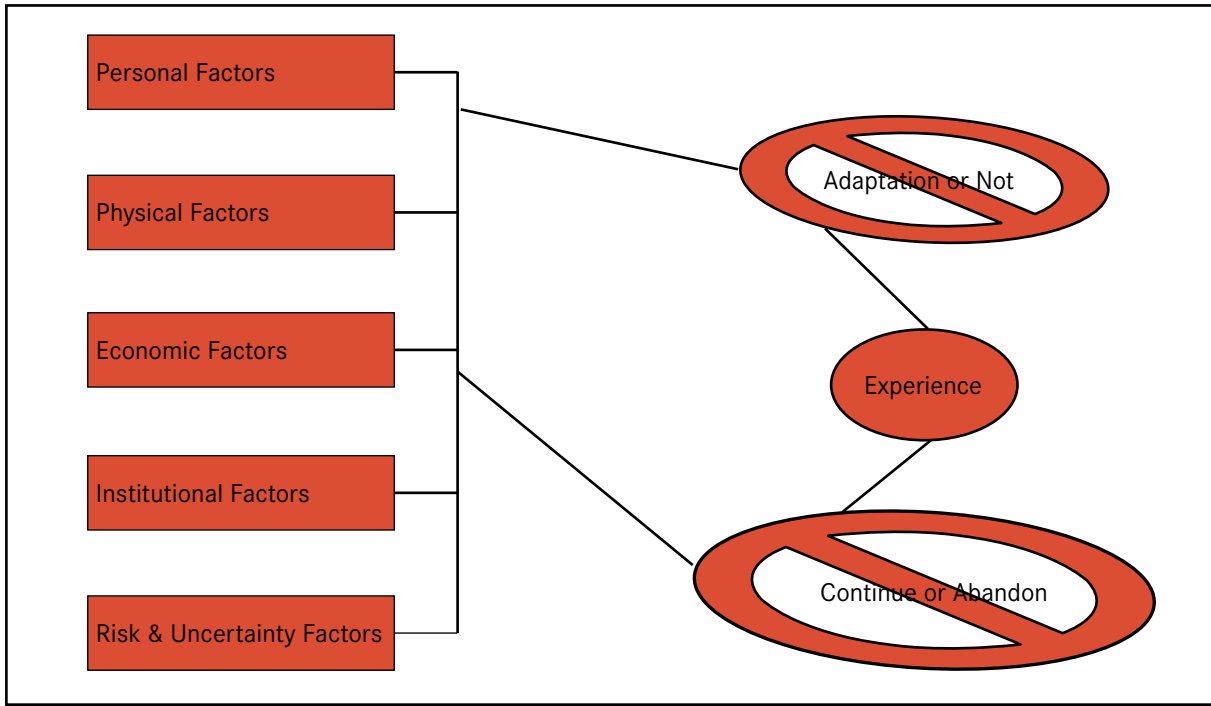 Personal Factors
Physical Factors
Economic Factors
Institutional Factors
Risk & Uncertainty Factors
Adaptation or Not
Experience
Continue or Abandon